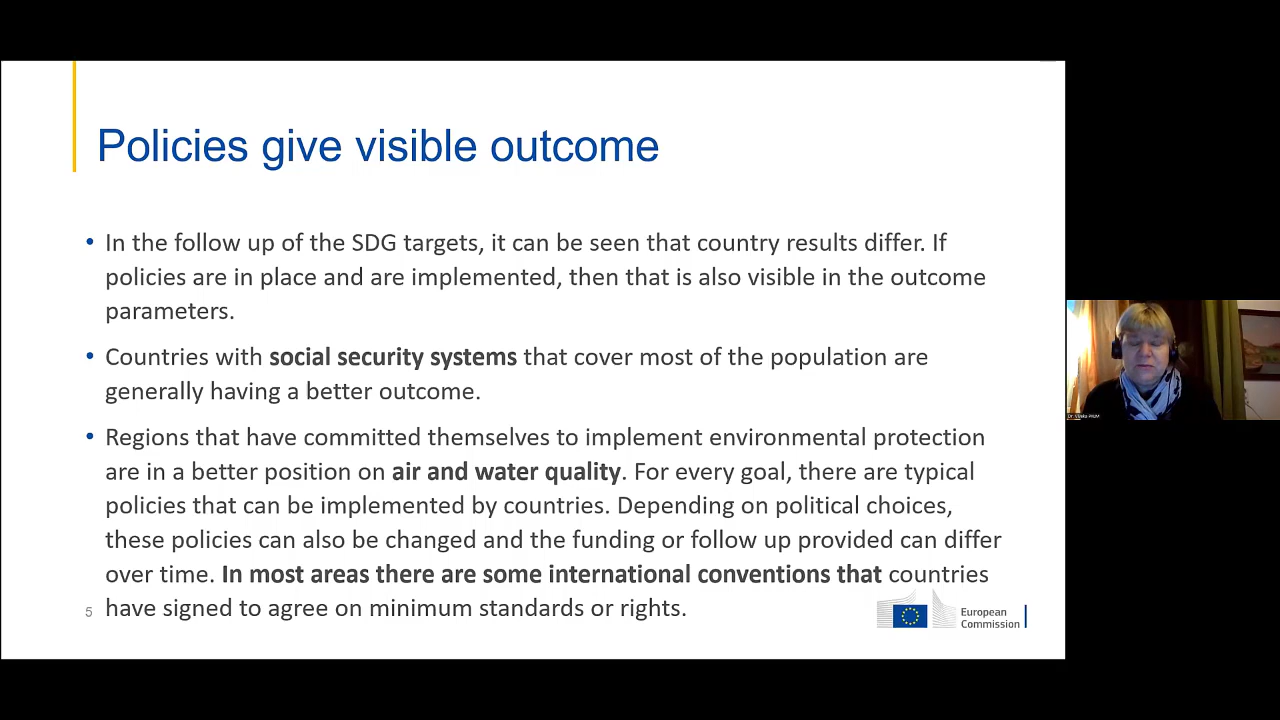 Policies give visible outcome
• In the follow up of the SDG targets, it can be seen that country results differ. If
policies are in place and are implemented, then that is also visible in the outcome
parameters.
• Countries with social security systems that cover most of the population are
generally having a better outcome.
• Regions that have committed themselves to implement environmental protection
are in a better position on air and water quality. For every goal, there are typical
policies that can be implemented by countries. Depending on political choices,
these policies can also be changed and the funding or follow up provided can differ
over time. In most areas there are some international conventions that countries
have signed to agree on minimum standards or rights.
5
European
Commission
Dr.